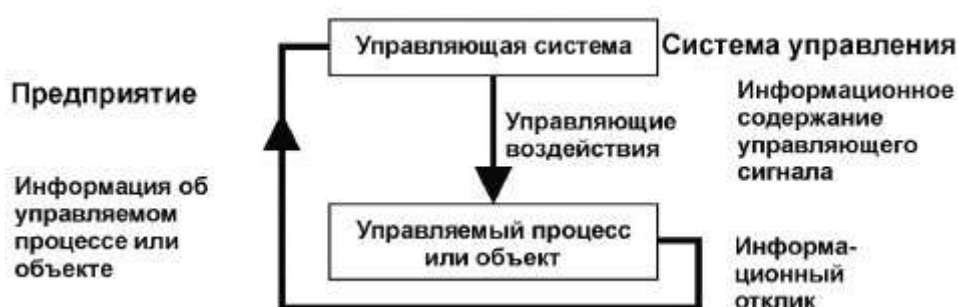 Управляющая система
Система управления
Предприятие
Управляющие
воздействия
Информационное
содержание
управляющего
сигнала
Информация об
управляемом
процессе или
объекте
Управляемый процесс
или объект
Информа-
ционный
отклик